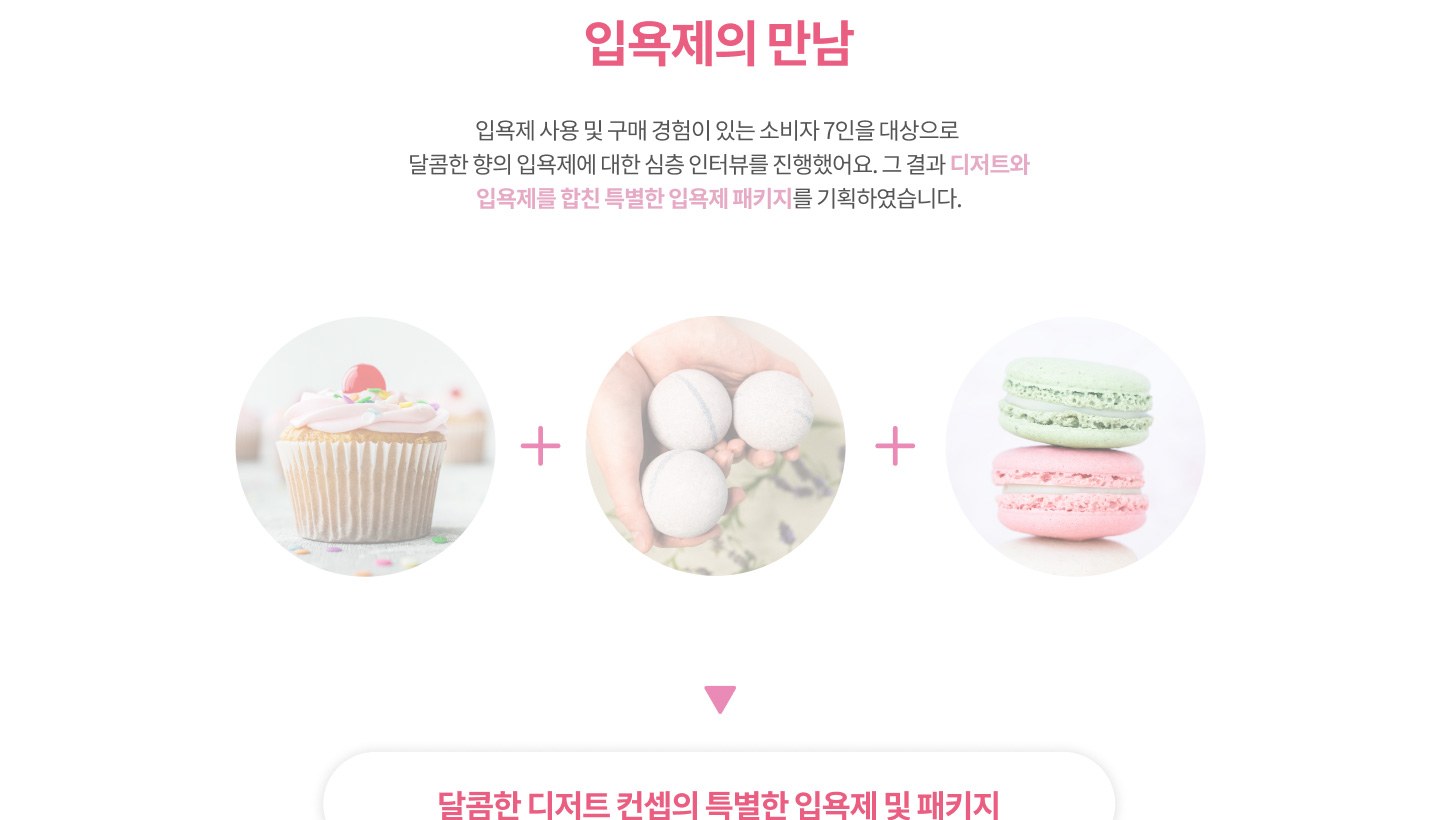 입욕제의 만남
입욕제 사용 및 구매 경험이 있는 소비자 7인을 대상으로
달콤한 향의 입욕제에 대한 심층 인터뷰를 진행했어요. 그 결과 디저트와
입욕제를 합친 특별한 입욕제 패키지를 기획하였습니다.
달콤한 디저트 컨셉의 특별한 입욕제 및 패키지